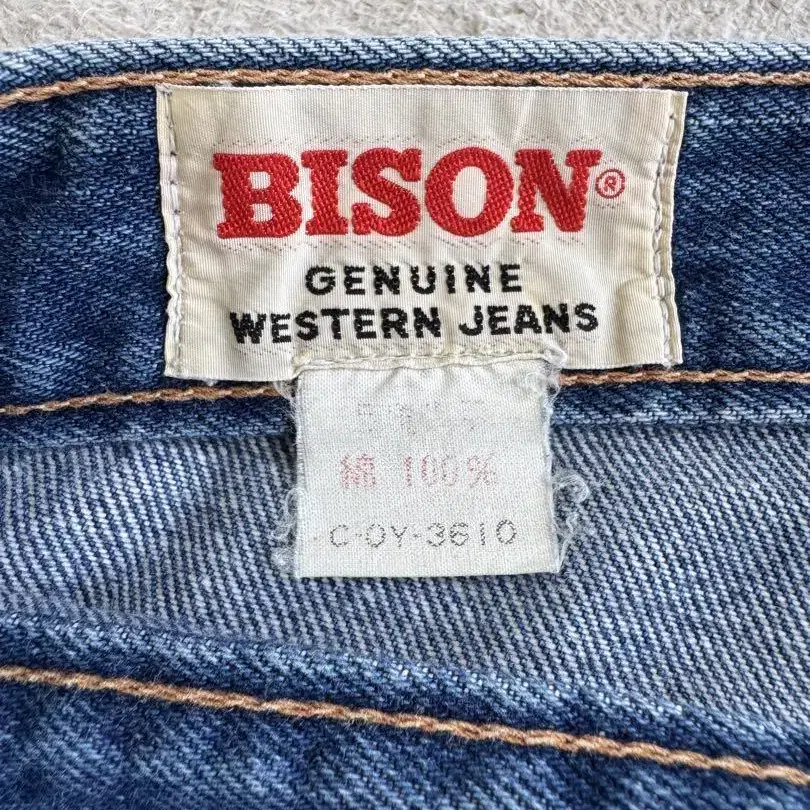 BISON®
GENUINE
WESTERN JEANS
綿 100%
C-OY-3610